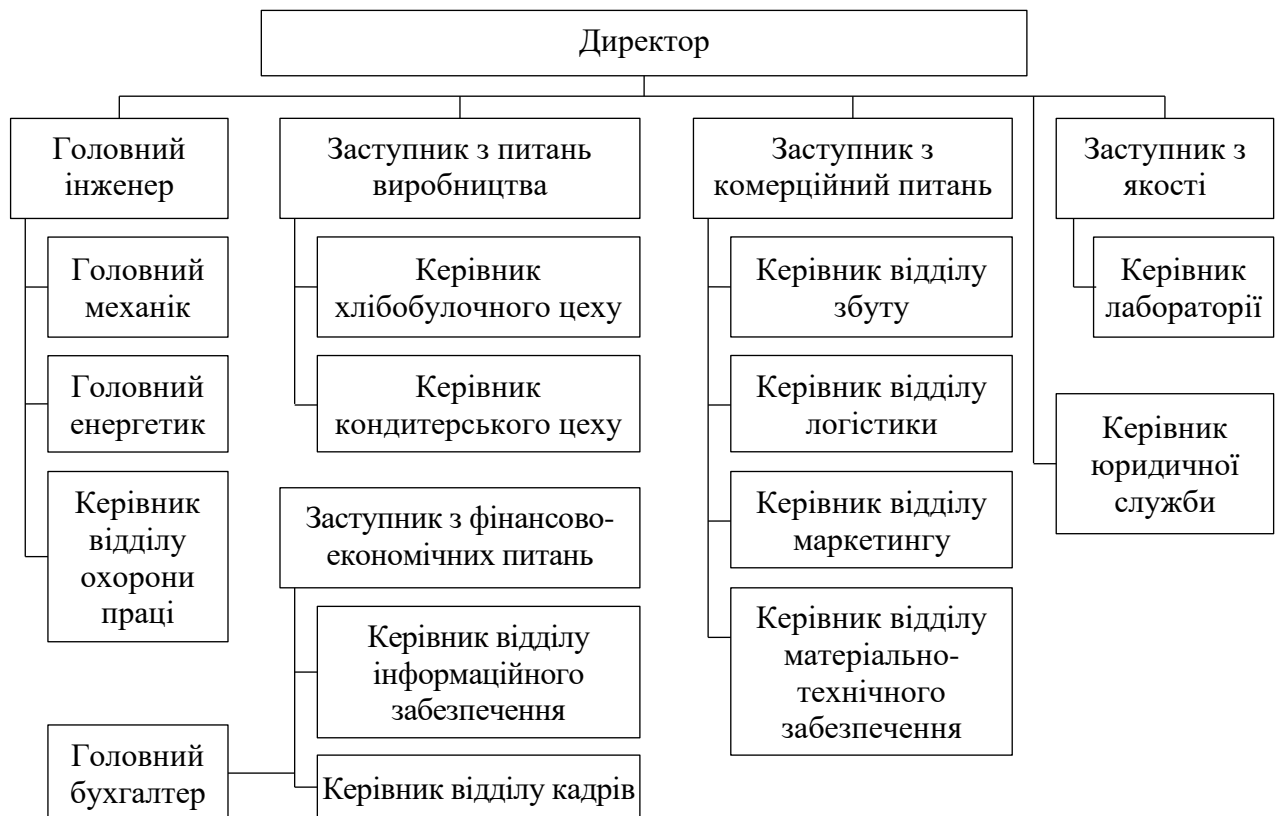 Директор
Головний
інженер
Заступник з питань
виробництва
Заступник з
комерційний питань
Заступник з
якості
Головний
механік
Керівник
хлібобулочного цеху
Керівник відділу
збуту
Керівник
лабораторії
Головний
енергетик
Керівник
кондитерського цеху
Керівник відділу
логістики
Керівник
юридичної
служби
Керівник
відділу
охорони
праці
Заступник з фінансово-
економічних питань
Керівник відділу
маркетингу
Керівник відділу
інформаційного
забезпечення
Керівник відділу
матеріально-
технічного
забезпечення
Головний
бухгалтер
Керівник відділу кадрів